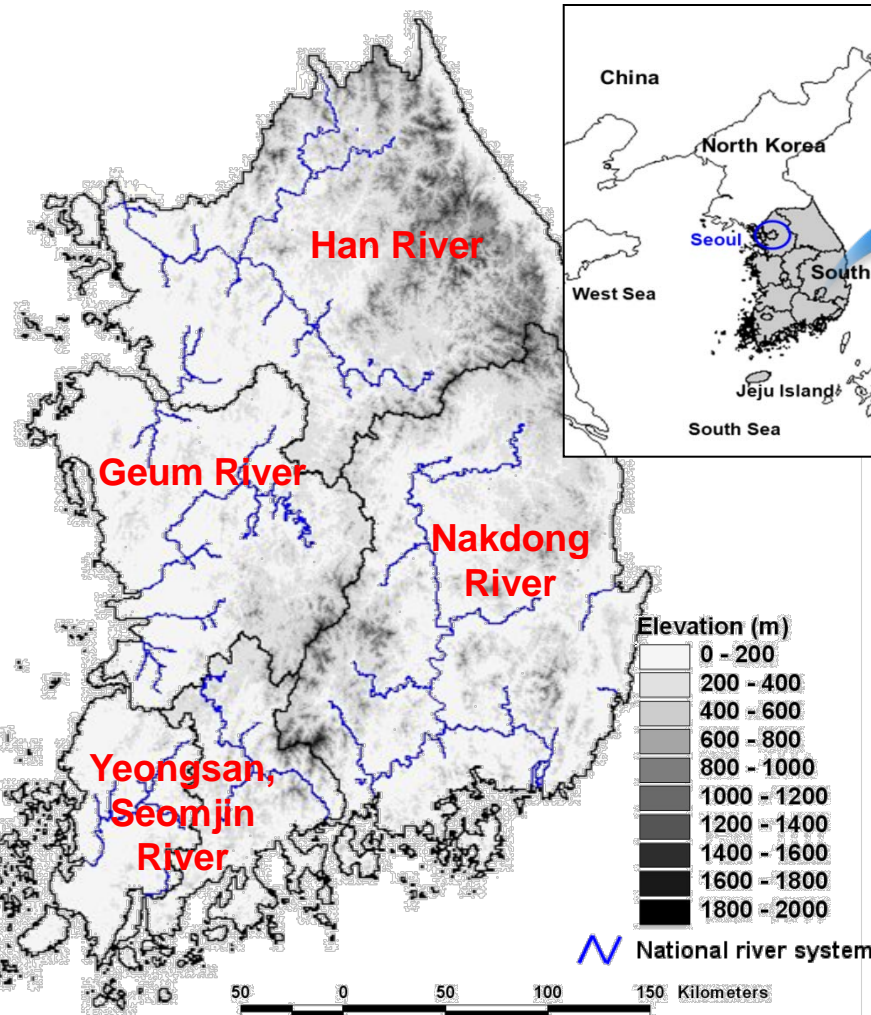 China
North Korea
Seoul
South
West Sea
Jeju Island
South Sea
Han River
Geum River
Nakdong
River
Yeongsan,
Seomjin
River
Elevation (m)
0 - 200
200 - 400
400 - 600
600 - 800
800 - 1000
1000 - 1200
1200 - 1400
1400 - 1600
1600 - 1800
1800 - 2000
National river system
50 0 50 100 150 Kilometers